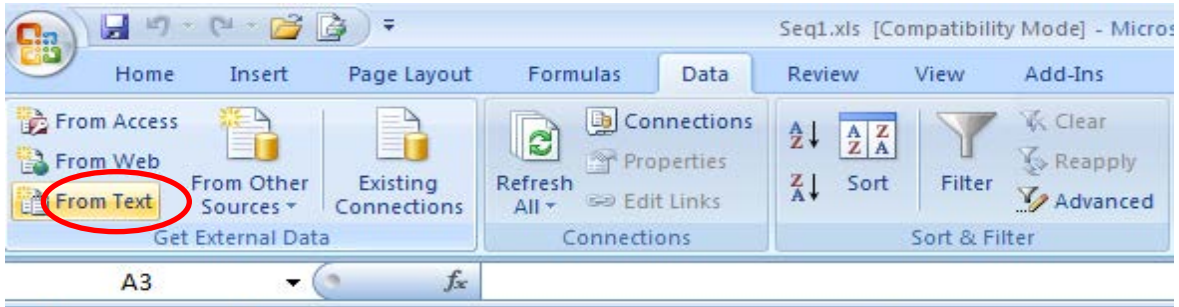 Seq1.xls [Compatibility Mode] - Micros
Home Insert Page Layout Formulas Data Review View Add-Ins
From Access
From Web
From Text
From Other
Sources
Existing
Connections
Get External Data
Refresh
All
Connections
Properties
Edit Links
Connections
Sort
Filter
Clear
Reapply
Advanced
Sort & Filter
A3 fx